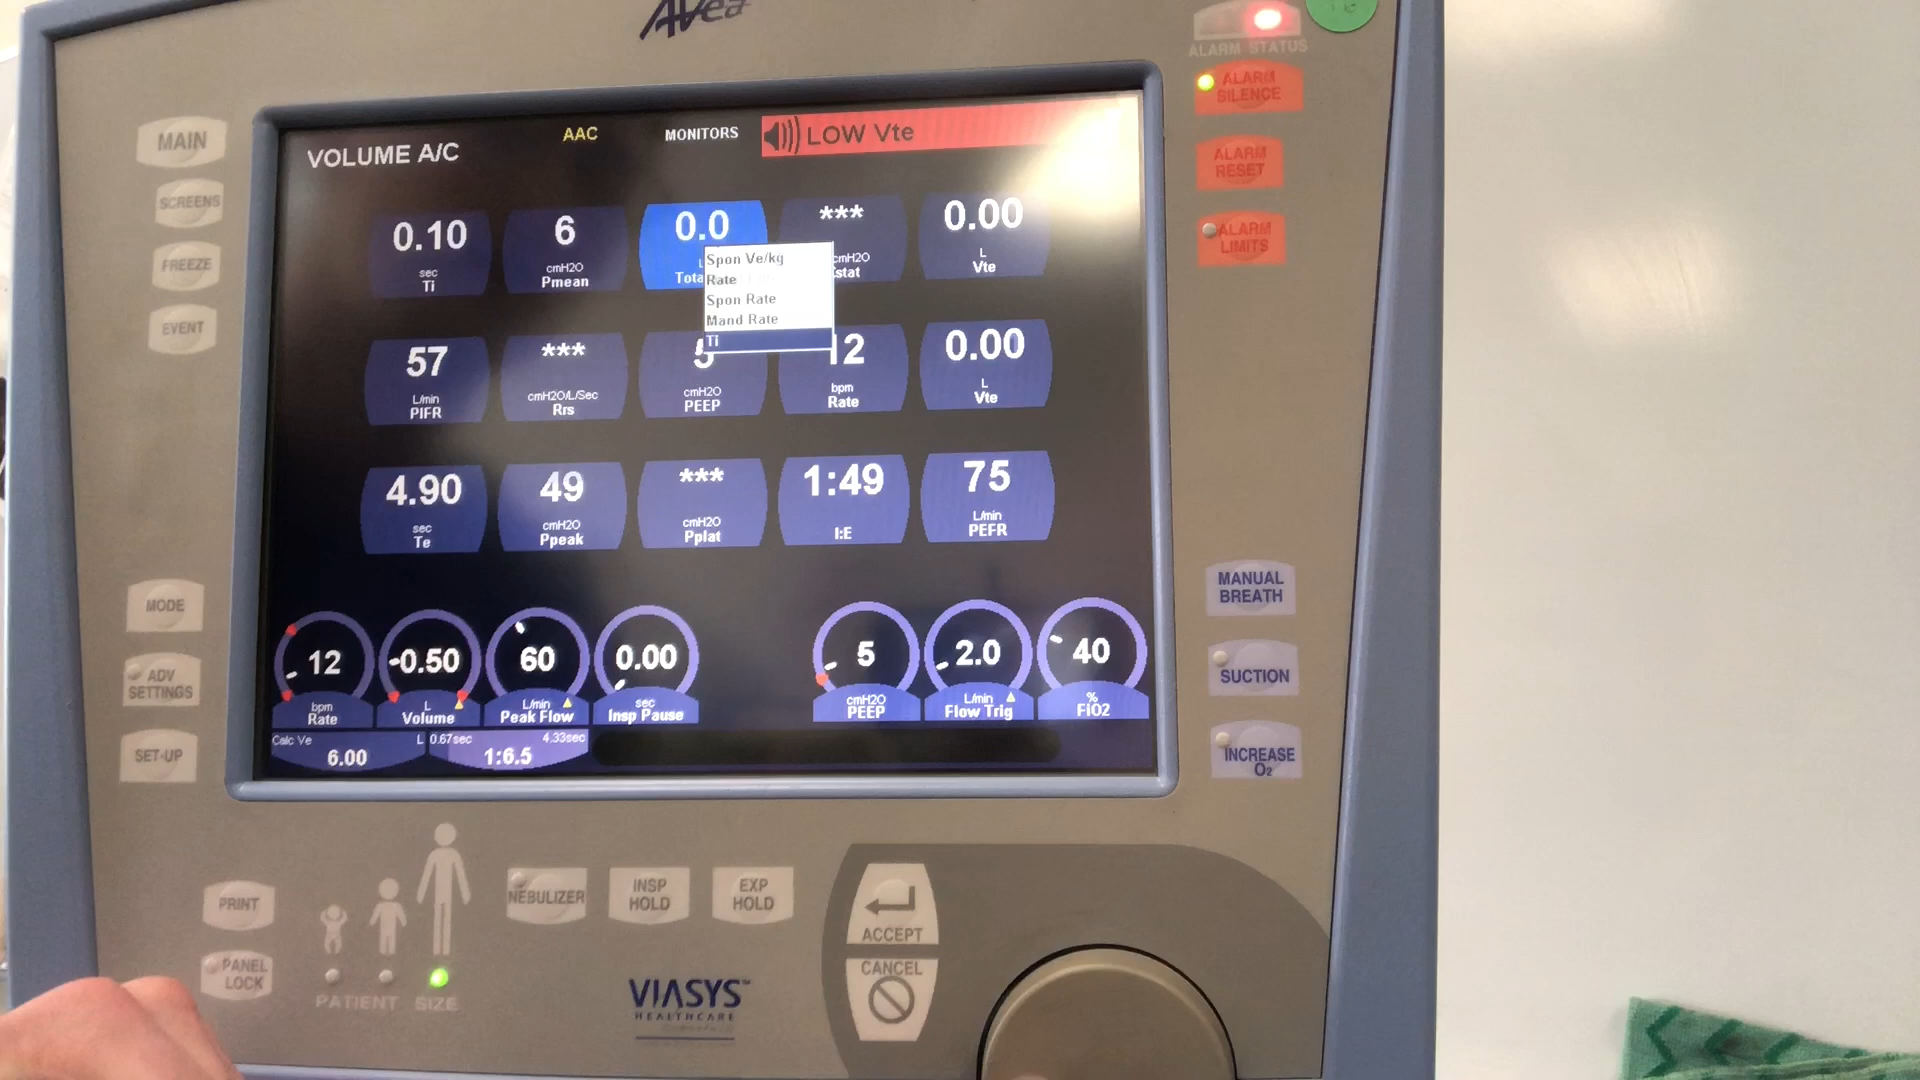 AVea
ALARM STATUS
ALARM
SILENCE
ALARM
RESET
ALARM
LIMITS
MAIN
SCREENS
FREEZE
EVENT
VOLUME A/C
AAC
MONITORS
LOW Vte
0.10
sec
Ti
6
cmH2O
Pmean
0.0
Tota
Spon Ve/kg
Rate
Spon Rate
Mand Rate
Ti
***
cmH2O
stat
0.00
L
Vte
57
L/min
PIFR
***
cmH2O/L/Sec
Rrs
5
cmH2O
PEEP
12
bpm
Rate
0.00
L
Vte
4.90
sec
Te
49
cmH2O
Ppeak
***
cmH2O
Pplat
1:49
I:E
75
L/min
PEFR
12
bpm
Rate
-0.50
L
Volume
60
L/min
Peak Flow
0.00
sec
Insp Pause
5
cmH2O
PEEP
2.0
L/min
Flow Trig
40
%
FiO2
Calc Ve L
6.00
0.67sec 4.33sec
1:6.5
MODE
ADV
SETTINGS
SET-UP
MANUAL
BREATH
SUCTION
INCREASE
O2
PRINT
PANEL
LOCK
PATIENT SIZE
NEBULIZER
INSP
HOLD
EXP
HOLD
ACCEPT
CANCEL
VIASYS™
HEALTHCARE